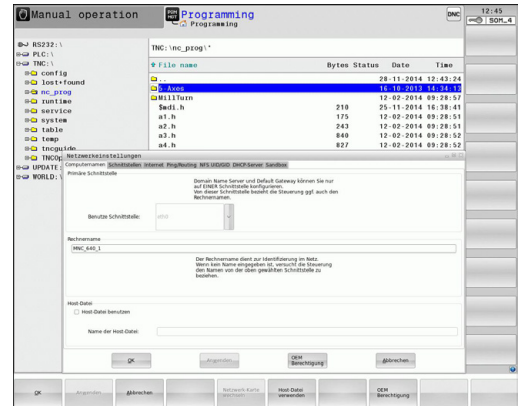 Manual operation
PGM NOT
Programming
Programming
DNC
12:45
SOM_4
RS232:\
PLC:\
TNC:\
config
lost+found
nc_prog
runtime
service
system
table
temp
tncguide
UPDATE:
WORLD:\
TNC:\nc_prog\*
File name Bytes Status Date Time
.. 28-11-2014 12:43:24
5-Axes 16-10-2013 14:34:13
MillTurn 12-02-2014 09:28:57
$mdi.h 210 25-11-2014 16:38:41
a1.h 175 12-02-2014 09:28:51
a2.h 243 12-02-2014 09:28:51
a3.h 840 12-02-2014 09:28:52
a4.h 827 12-02-2014 09:28:52
Netzwerkeinstellungen
Computernamen Schnittstellen Internet Ping/Routing NFS UID/GID DHCP-Server Sandbox
Primäre Schnittstelle
Domain Name Server und Default Gateway können Sie nur
auf EINER Schnittstelle konfigurieren.
Von dieser Schnittstelle bezieht die Steuerung ggf. auch den
Rechnernamen.
Benutze Schnittstelle:
Rechnername
MNC_640_1
Der Rechnername dient zur Identifizierung im Netz.
Wenn kein Name eingegeben ist, versucht die Steuerung
den Namen von der oben gewählten Schnittstelle zu
beziehen.
Host-Datei
Host-Datei benutzen
Name der Host-Datei:
OK Anwenden OEM Berechtigung Abbrechen
OK Anwenden Abbrechen Netzwerk-Karte wechseln Host-Datei verwenden OEM Berechtigung